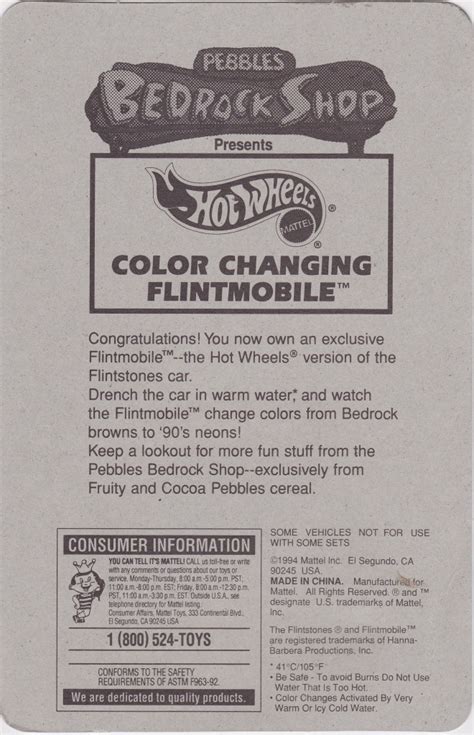 PEBBLES
BEDROCK SHOP
Presents
Hot Wheels®
MATTEL®
COLOR CHANGING
FLINTMOBILE™
Congratulations! You now own an exclusive
Flintmobile™--the Hot Wheels® version of the
Flintstones car.
Drench the car in warm water,* and watch
the Flintmobile™ change colors from Bedrock
browns to '90's neons!
Keep a lookout for more fun stuff from the
Pebbles Bedrock Shop--exclusively from
Fruity and Cocoa Pebbles cereal.
CONSUMER INFORMATION
YOU CAN TELL IT'S MATTEL! CALL us toll-free or write
with any comments or questions about our toys or
service. Monday-Thursday, 8:00 a.m.-5:00 p.m. PST,
11:00 a.m.-8:00 p.m. EST; Friday, 8:00 a.m.-12:30 p.m.
PST, 11:00 a.m.-3:30 p.m. EST. Outside U.S.A., see
telephone directory for Mattel listing.
Consumer Affairs, Mattel Toys, 333 Continental Blvd.,
El Segundo, CA 90245 USA
1 (800) 524-TOYS
CONFORMS TO THE SAFETY
REQUIREMENTS OF ASTM F963-92.
We are dedicated to quality products.
SOME VEHICLES NOT FOR USE
WITH SOME SETS
©1994 Mattel Inc. El Segundo, CA
90245 USA.
MADE IN CHINA. Manufactured for
Mattel. All Rights Reserved. ® and ™
designate U.S. trademarks of Mattel,
Inc.
The Flintstones ® and Flintmobile™
are registered trademarks of Hanna-
Barbera Productions, Inc.
* 41°C/105°F
• Be Safe - To avoid Burns Do Not Use
Water That Is Too Hot.
• Color Changes Activated By Very
Warm Or Icy Cold Water.